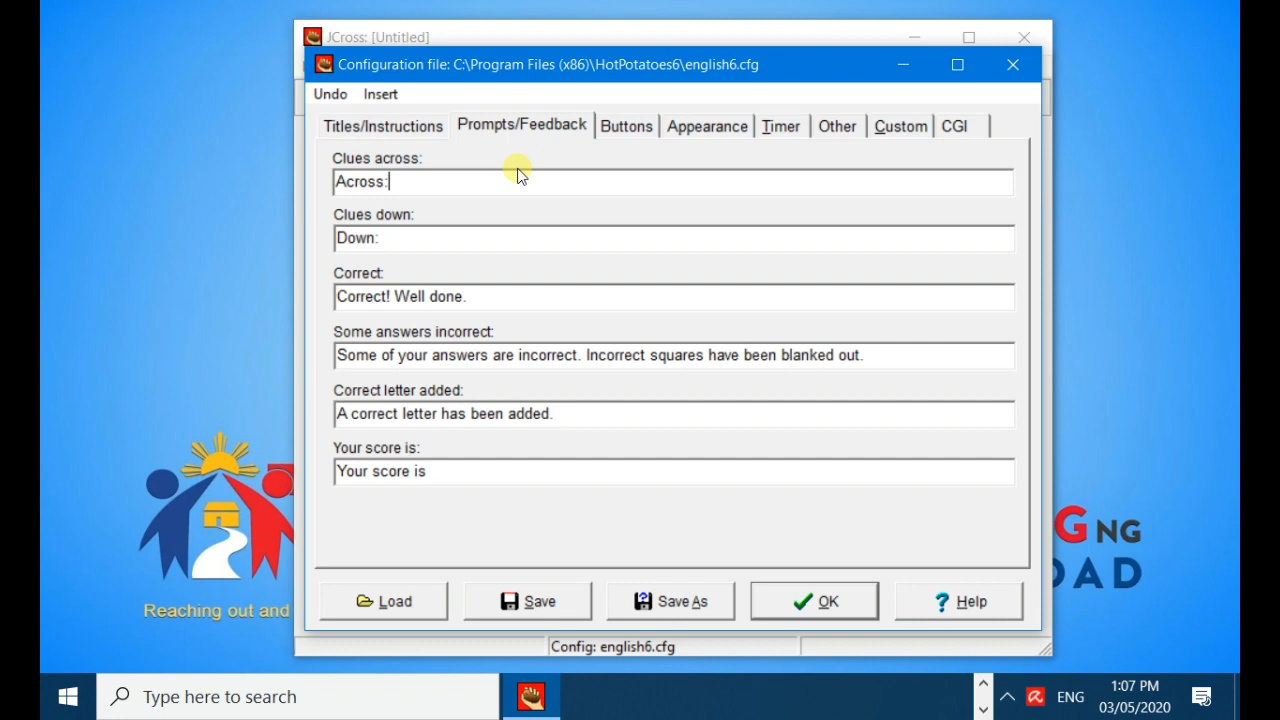 JCross: [Untitled]
Configuration file: C:\Program Files (x86)\HotPotatoes6\english6.cfg
Undo Insert
Titles/Instructions Prompts/Feedback Buttons Appearance Timer Other Custom CGI
Clues across:
Across:
Clues down:
Down:
Correct:
Correct! Well done.
Some answers incorrect:
Some of your answers are incorrect. Incorrect squares have been blanked out.
Correct letter added:
A correct letter has been added.
Your score is:
Your score is
Load Save Save As OK Help
Config: english6.cfg
Reaching out and
G NG
OAD
Type here to search
ENG
1:07 PM
03/05/2020